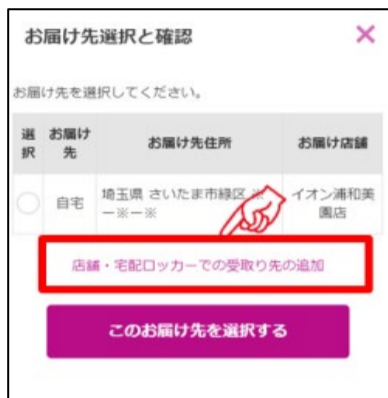 お届け先選択と確認 ×
お届け先を選択してください。
選択 お届け先 お届け先住所 お届け店舗
自宅 埼玉県 さいたま市緑区 ※ー※ー※ イオン浦和美園店
店舗・宅配ロッカーでの受取り先の追加
このお届け先を選択する